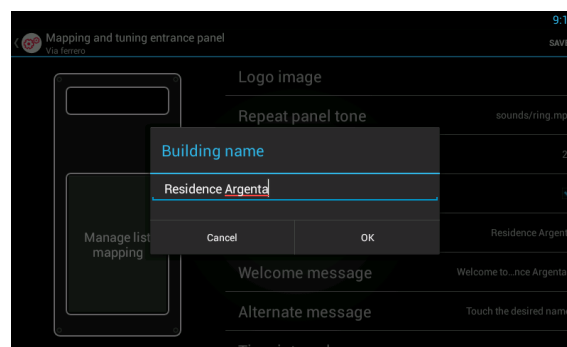 9:1
Mapping and tuning entrance panel
Via ferrero
SAVE
Logo image
Repeat panel tone
sounds/ring.mp
2
Building name
Residence Argenta
Cancel
OK
Manage list
mapping
Residence Argent
Welcome message
Welcome to...nce Argenta
Alternate message
Touch the desired name